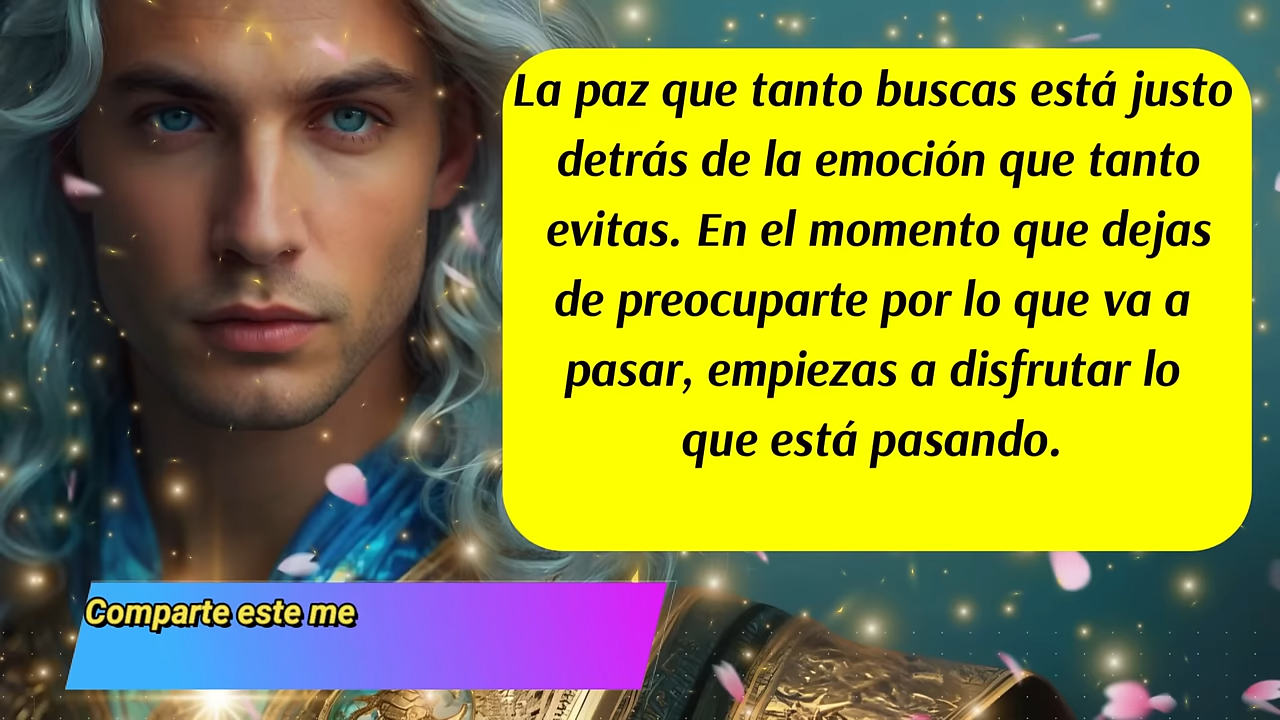 La paz que tanto buscas está justo
detrás de la emoción que tanto
evitas. En el momento que dejas
de preocuparte por lo que va a
pasar, empiezas a disfrutar lo
que está pasando.
Comparte este me